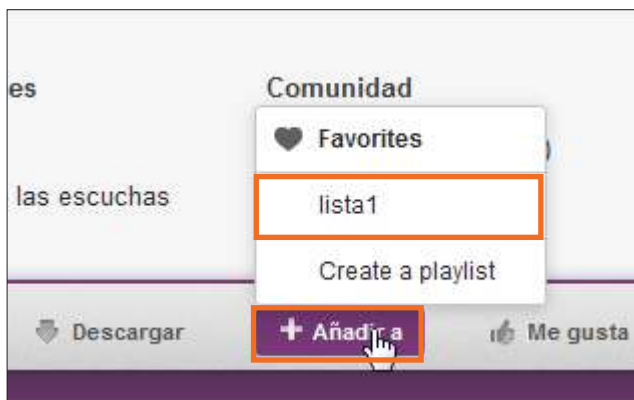 es
Comunidad
Favorites
)
las escuchas
lista1
Create a playlist
Descargar
+ Añadir a
Me gusta